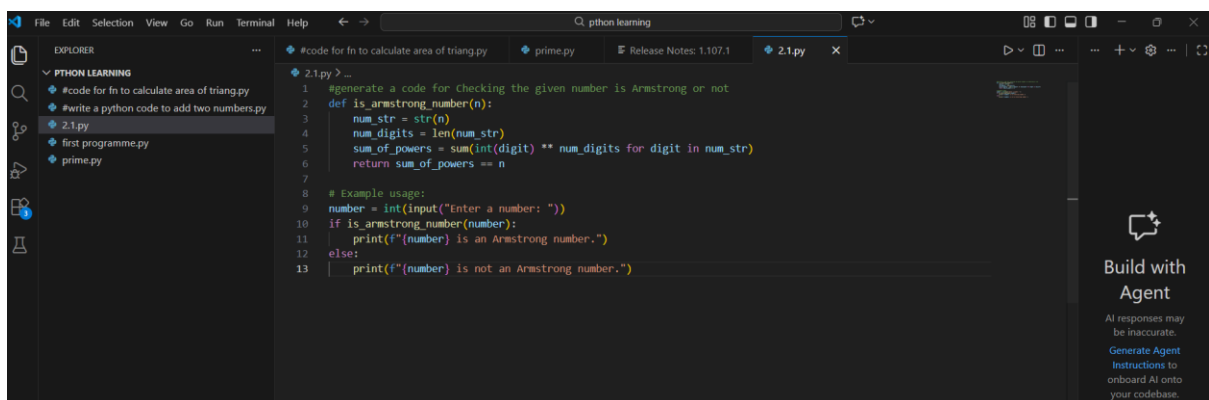 File Edit Selection View Go Run Terminal Help
pthon learning
EXPLORER
PTHON LEARNING
#code for fn to calculate area of triang.py
#write a python code to add two numbers.py
2.1.py
first programme.py
prime.py
3
#code for fn to calculate area of triang.py prime.py Release Notes: 1.107.1 2.1.py
2.1.py > ...
1 #generate a code for Checking the given number is Armstrong or not
2 def is_armstrong_number(n):
3 num_str = str(n)
4 num_digits = len(num_str)
5 sum_of_powers = sum(int(digit) ** num_digits for digit in num_str)
6 return sum_of_powers == n
7
8 # Example usage:
9 number = int(input("Enter a number: "))
10 if is_armstrong_number(number):
11 print(f"{number} is an Armstrong number.")
12 else:
13 print(f"{number} is not an Armstrong number.")
Build with
Agent
AI responses may
be inaccurate.
Generate Agent
Instructions to
onboard AI onto
your codebase.